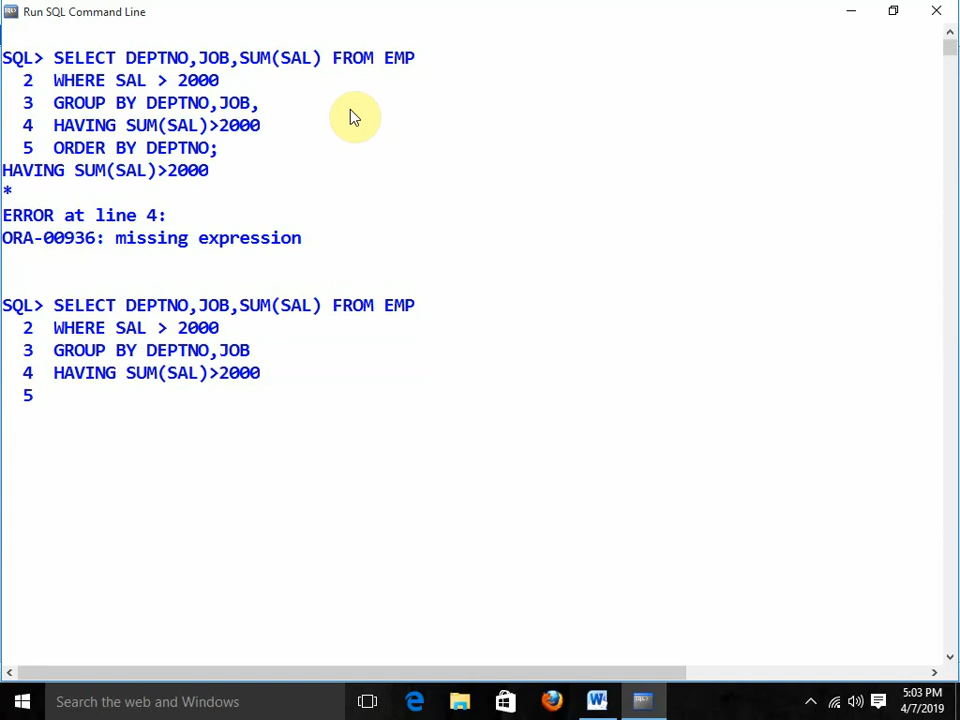 Run SQL Command Line
SQL> SELECT DEPTNO,JOB,SUM(SAL) FROM EMP
2 WHERE SAL > 2000
3 GROUP BY DEPTNO,JOB,
4 HAVING SUM(SAL)>2000
5 ORDER BY DEPTNO;
HAVING SUM(SAL)>2000
*
ERROR at line 4:
ORA-00936: missing expression
SQL> SELECT DEPTNO,JOB,SUM(SAL) FROM EMP
2 WHERE SAL > 2000
3 GROUP BY DEPTNO,JOB
4 HAVING SUM(SAL)>2000
5
Search the web and Windows
5:03 PM
4/7/2019